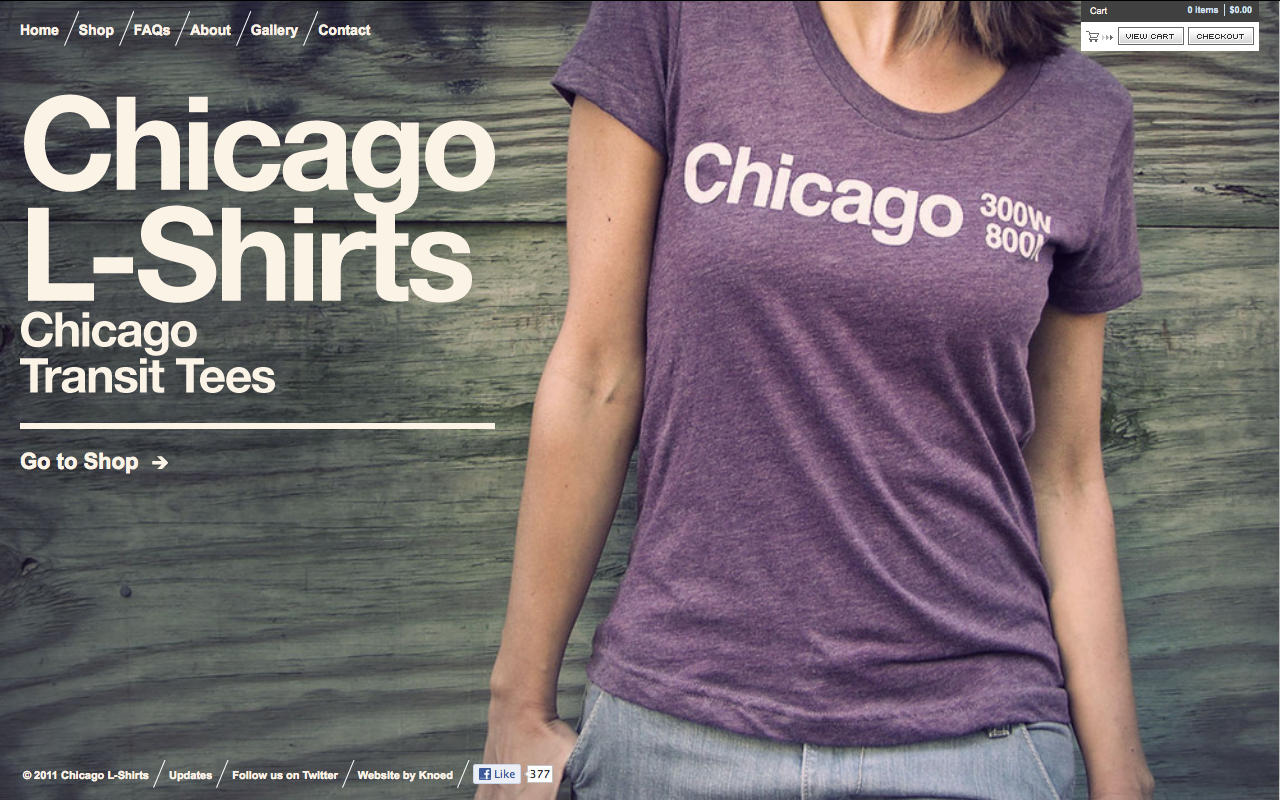 Home / Shop / FAQs / About / Gallery / Contact
Cart 0 Items | $0.00
VIEW CART CHECKOUT
Chicago
L-Shirts
Chicago
Transit Tees
Go to Shop →
Chicago 300W
800N
© 2011 Chicago L-Shirts / Updates / Follow us on Twitter / Website by Knoed / Like 377